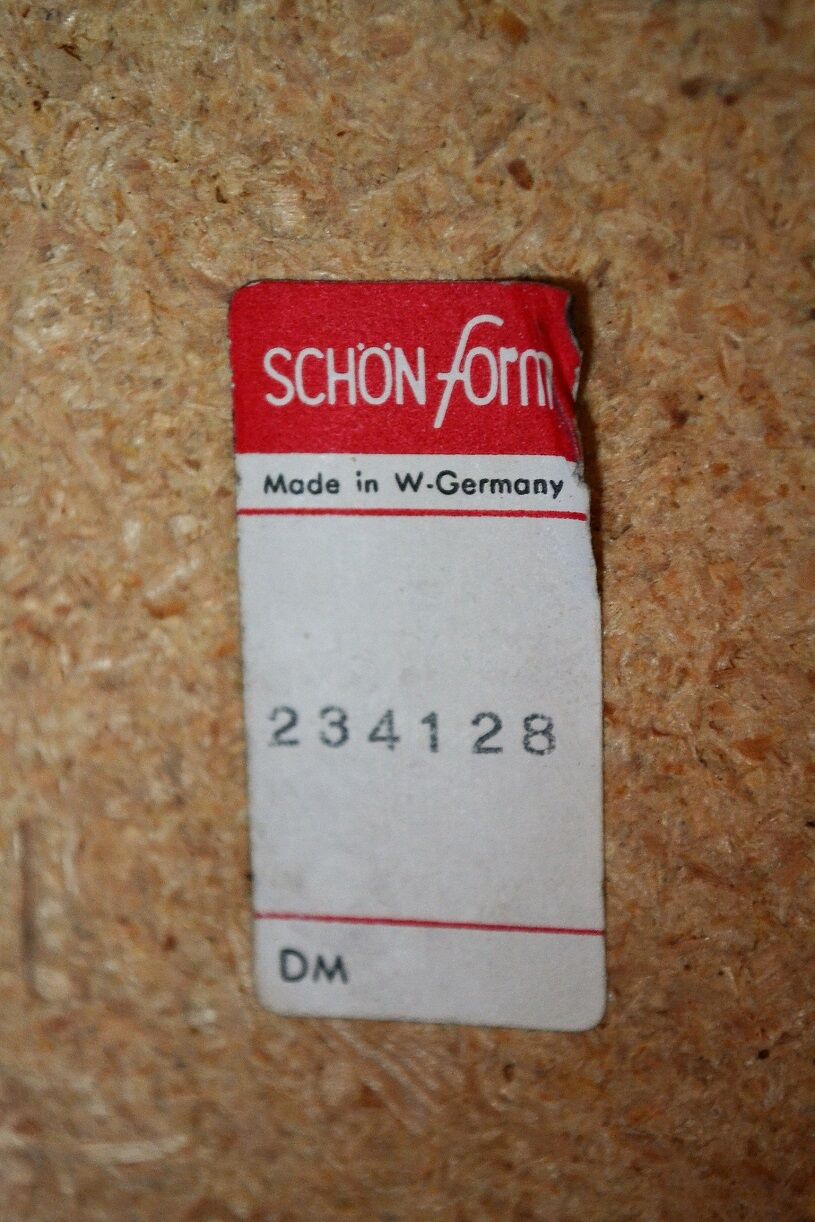 SCHÖN form
Made in W-Germany
234128
DM